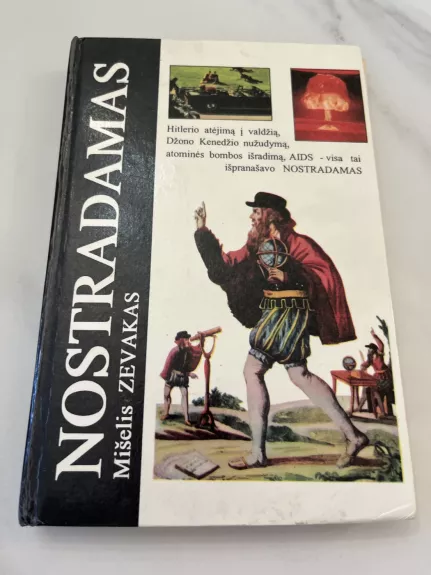 NOSTRADAMAS
Mišelis ZEVAKAS
Hitlerio atėjimą į valdžią,
Džono Kenedžio nužudymą,
atominės bombos išradimą, AIDS - visa tai
išpranašavo NOSTRADAMAS